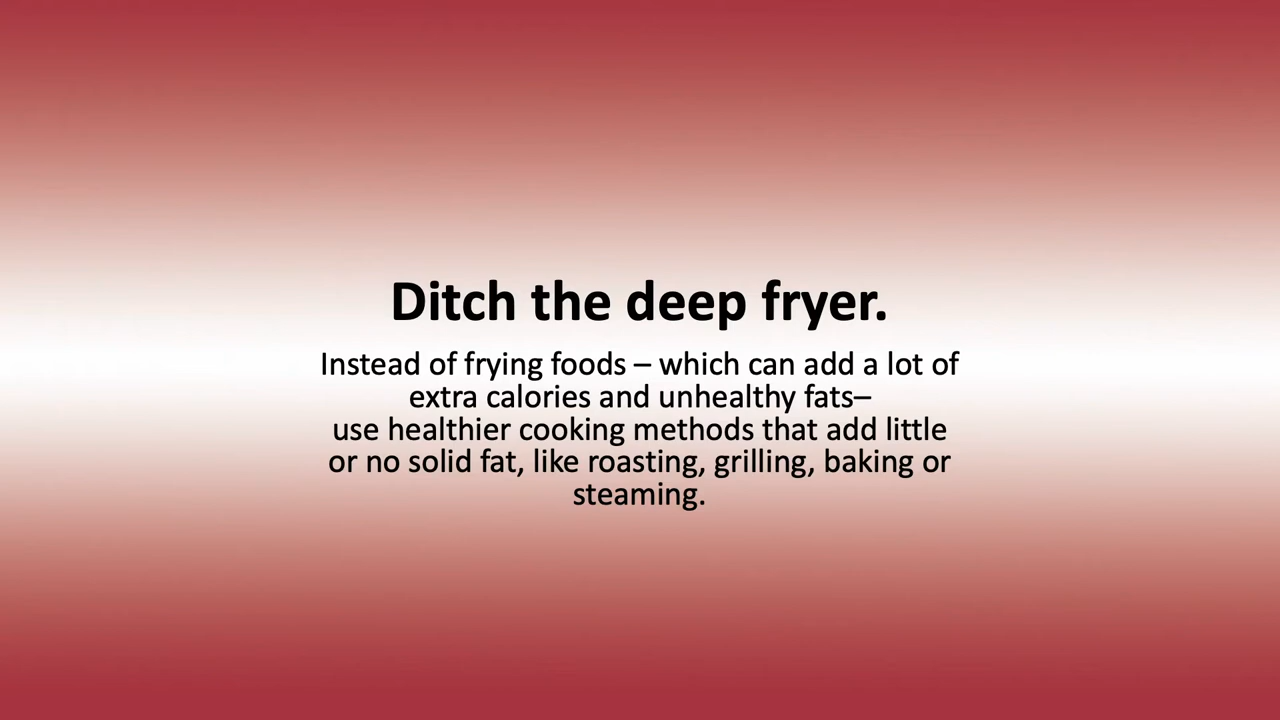 Ditch the deep fryer.
Instead of frying foods – which can add a lot of
extra calories and unhealthy fats–
use healthier cooking methods that add little
or no solid fat, like roasting, grilling, baking or
steaming.